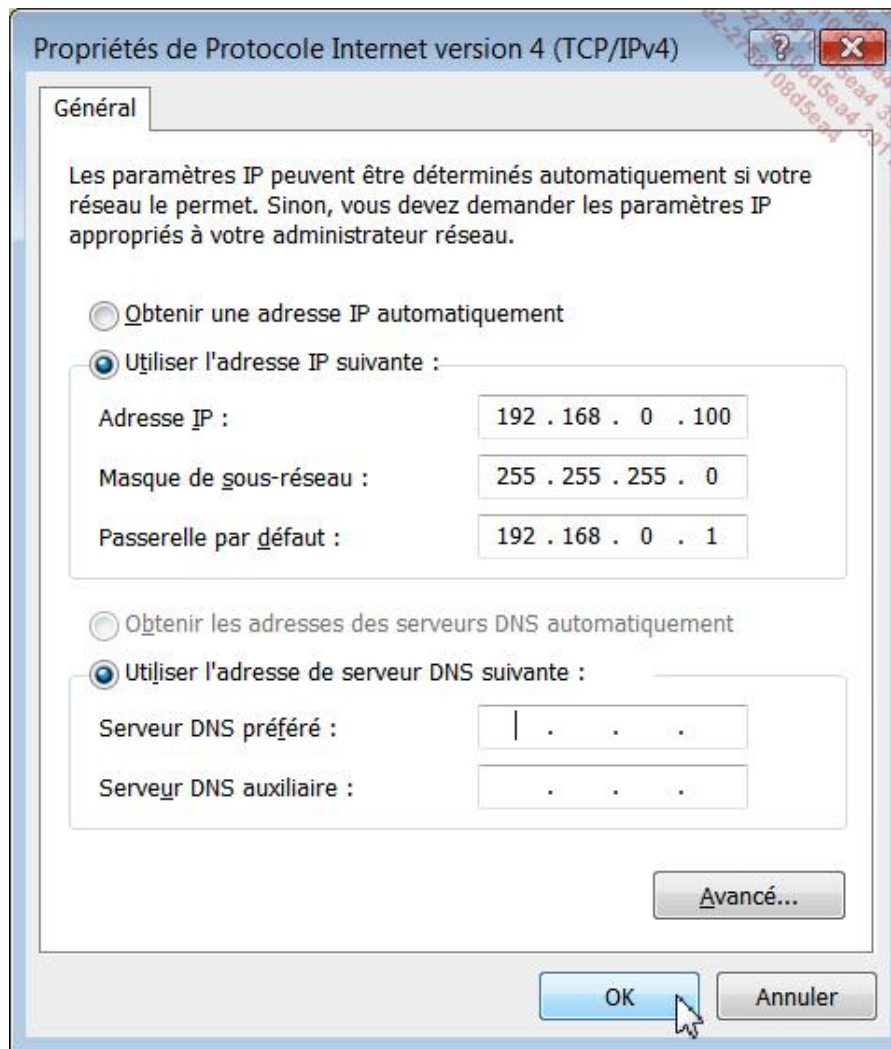 Propriétés de Protocole Internet version 4 (TCP/IPv4)
Général
Les paramètres IP peuvent être déterminés automatiquement si votre
réseau le permet. Sinon, vous devez demander les paramètres IP
appropriés à votre administrateur réseau.
Obtenir une adresse IP automatiquement
Utiliser l'adresse IP suivante :
Adresse IP : 192 . 168 . 0 . 100
Masque de sous-réseau : 255 . 255 . 255 . 0
Passerelle par défaut : 192 . 168 . 0 . 1
Obtenir les adresses des serveurs DNS automatiquement
Utiliser l'adresse de serveur DNS suivante :
Serveur DNS préféré : . . .
Serveur DNS auxiliaire : . . .
Avancé...
OK Annuler